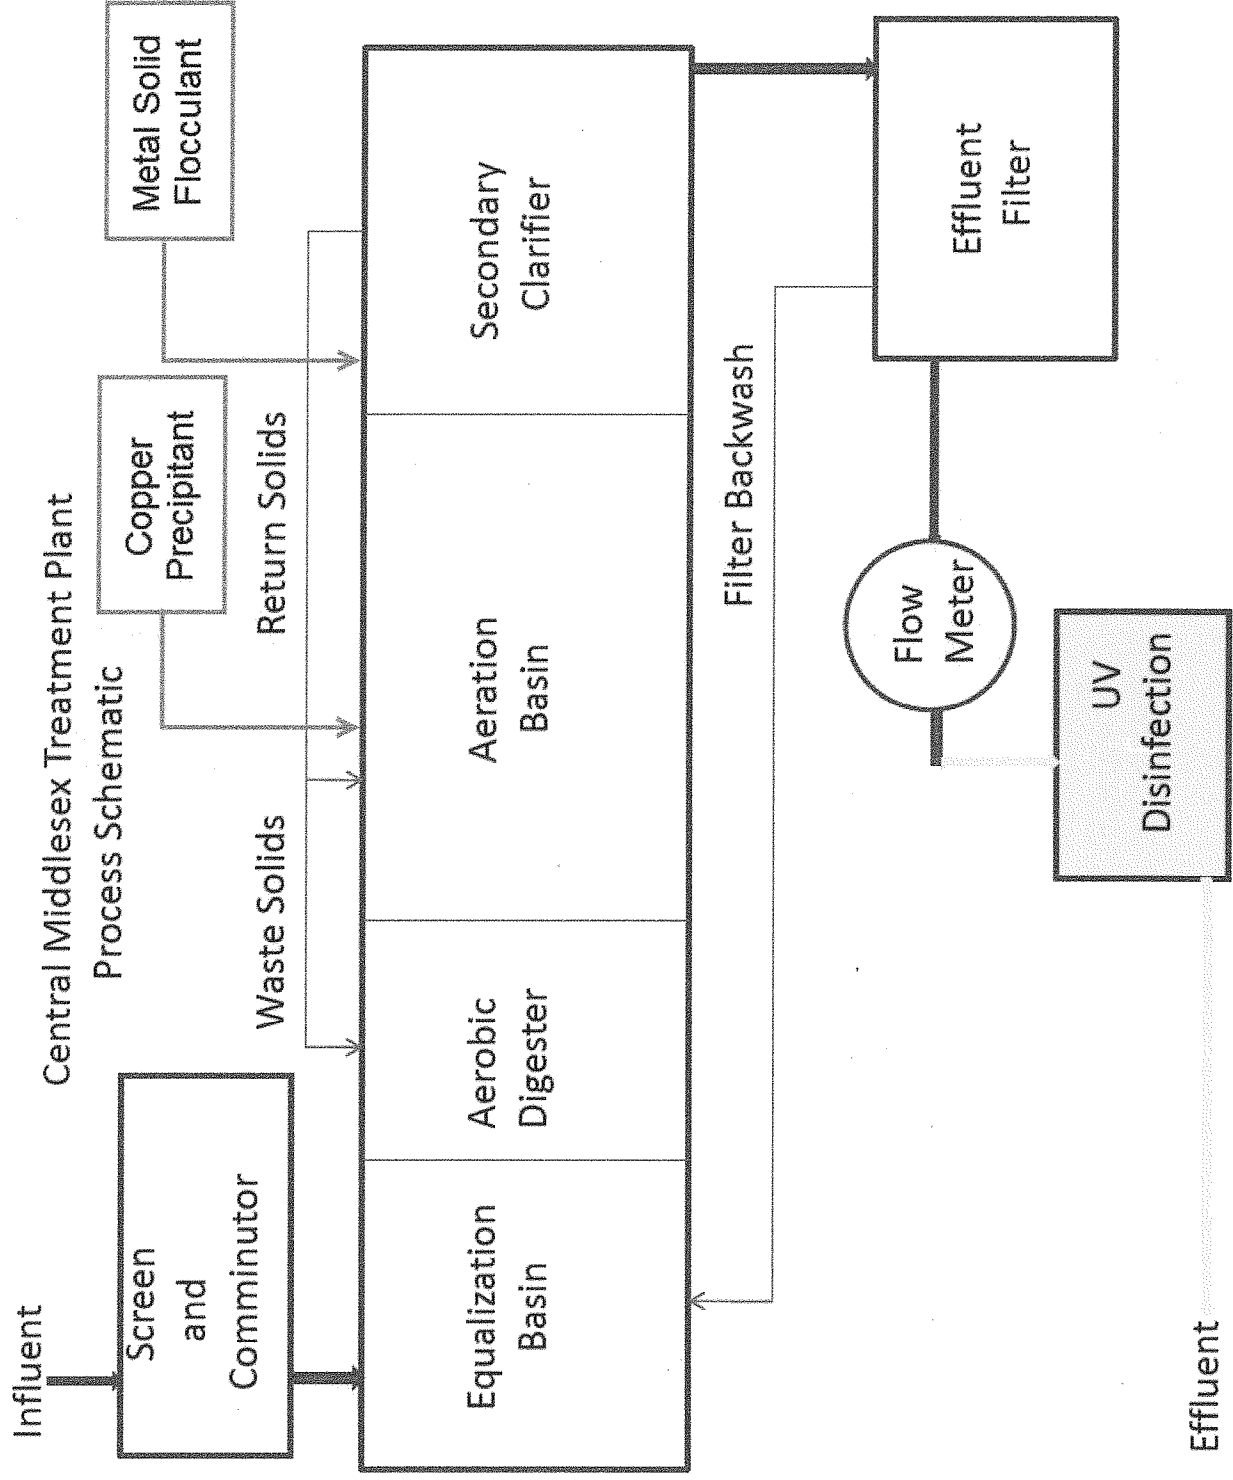 Central Middlesex Treatment Plant
Process Schematic
Influent
Screen
and
Comminutor
Copper
Precipitant
Metal Solid
Flocculant
Waste Solids
Return Solids
Equalization
Basin
Aerobic
Digester
Aeration
Basin
Secondary
Clarifier
Filter Backwash
Effluent
Filter
Flow
Meter
UV
Disinfection
Effluent